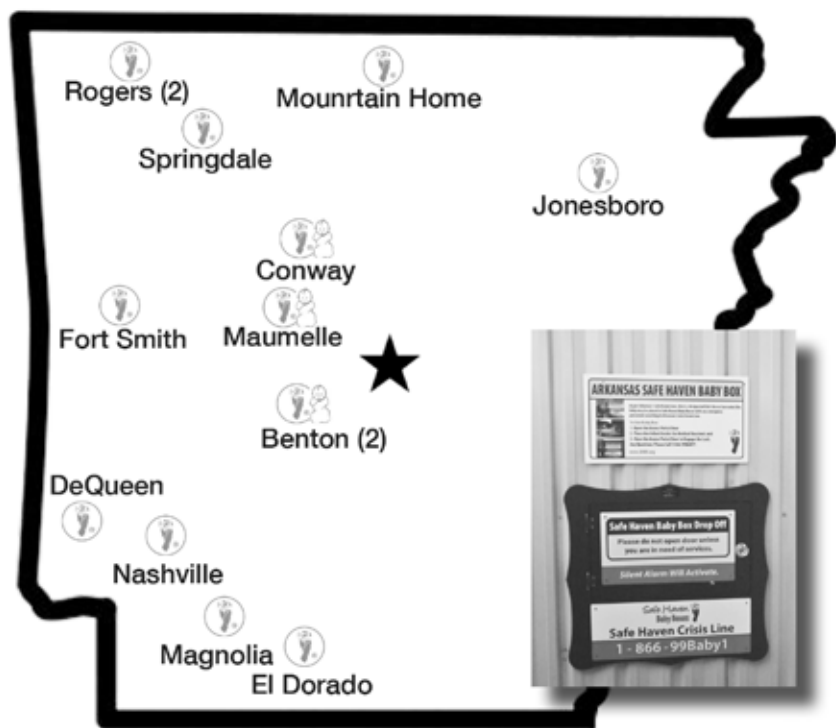 Rogers (2)
Mounrtain Home
Springdale
Jonesboro
Conway
Fort Smith
Maumelle
Benton (2)
DeQueen
Nashville
Magnolia
El Dorado
ARKANSAS SAFE HAVEN BABY BOX
Safe Haven Baby Box Drop Off
Please do not open door unless
you are in need of services.
Silent Alarm Will Activate.
Safe Haven
Baby Boxes
Safe Haven Crisis Line
1 - 866 - 99Baby1